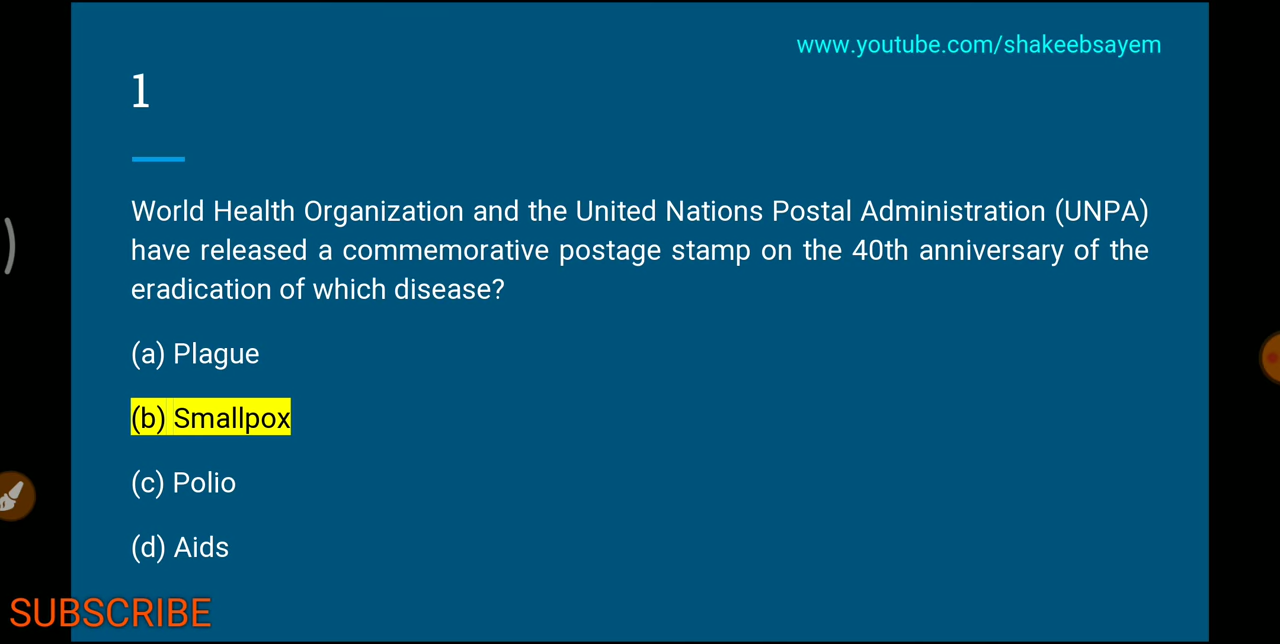 www.youtube.com/shakeebsayem
1
World Health Organization and the United Nations Postal Administration (UNPA)
have released a commemorative postage stamp on the 40th anniversary of the
eradication of which disease?
(a) Plague
(b) Smallpox
(c) Polio
(d) Aids
SUBSCRIBE